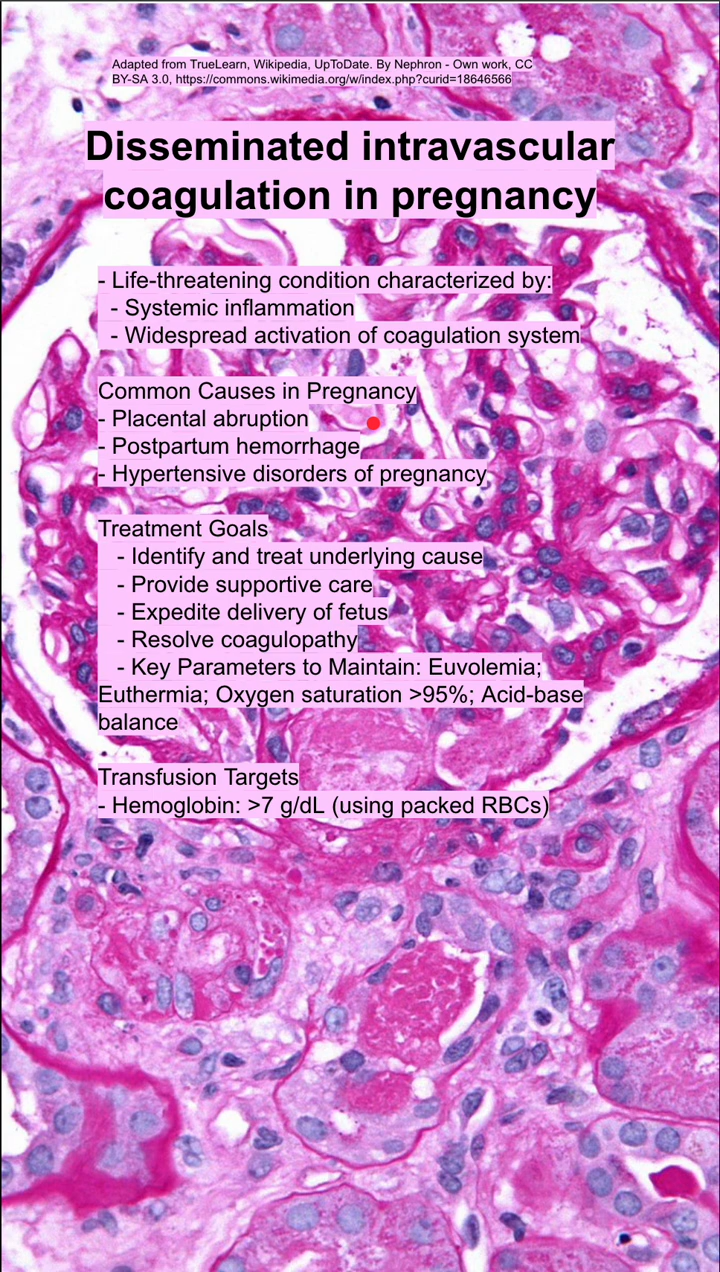 Adapted from TrueLearn, Wikipedia, UpToDate. By Nephron - Own work, CC
BY-SA 3.0, https://commons.wikimedia.org/w/index.php?curid=18646566
Disseminated intravascular
coagulation in pregnancy
- Life-threatening condition characterized by:
- Systemic inflammation
- Widespread activation of coagulation system
Common Causes in Pregnancy
- Placental abruption
- Postpartum hemorrhage
- Hypertensive disorders of pregnancy
Treatment Goals
- Identify and treat underlying cause
- Provide supportive care
- Expedite delivery of fetus
- Resolve coagulopathy
- Key Parameters to Maintain: Euvolemia;
Euthermia; Oxygen saturation >95%; Acid-base
balance
Transfusion Targets
- Hemoglobin: >7 g/dL (using packed RBCs)